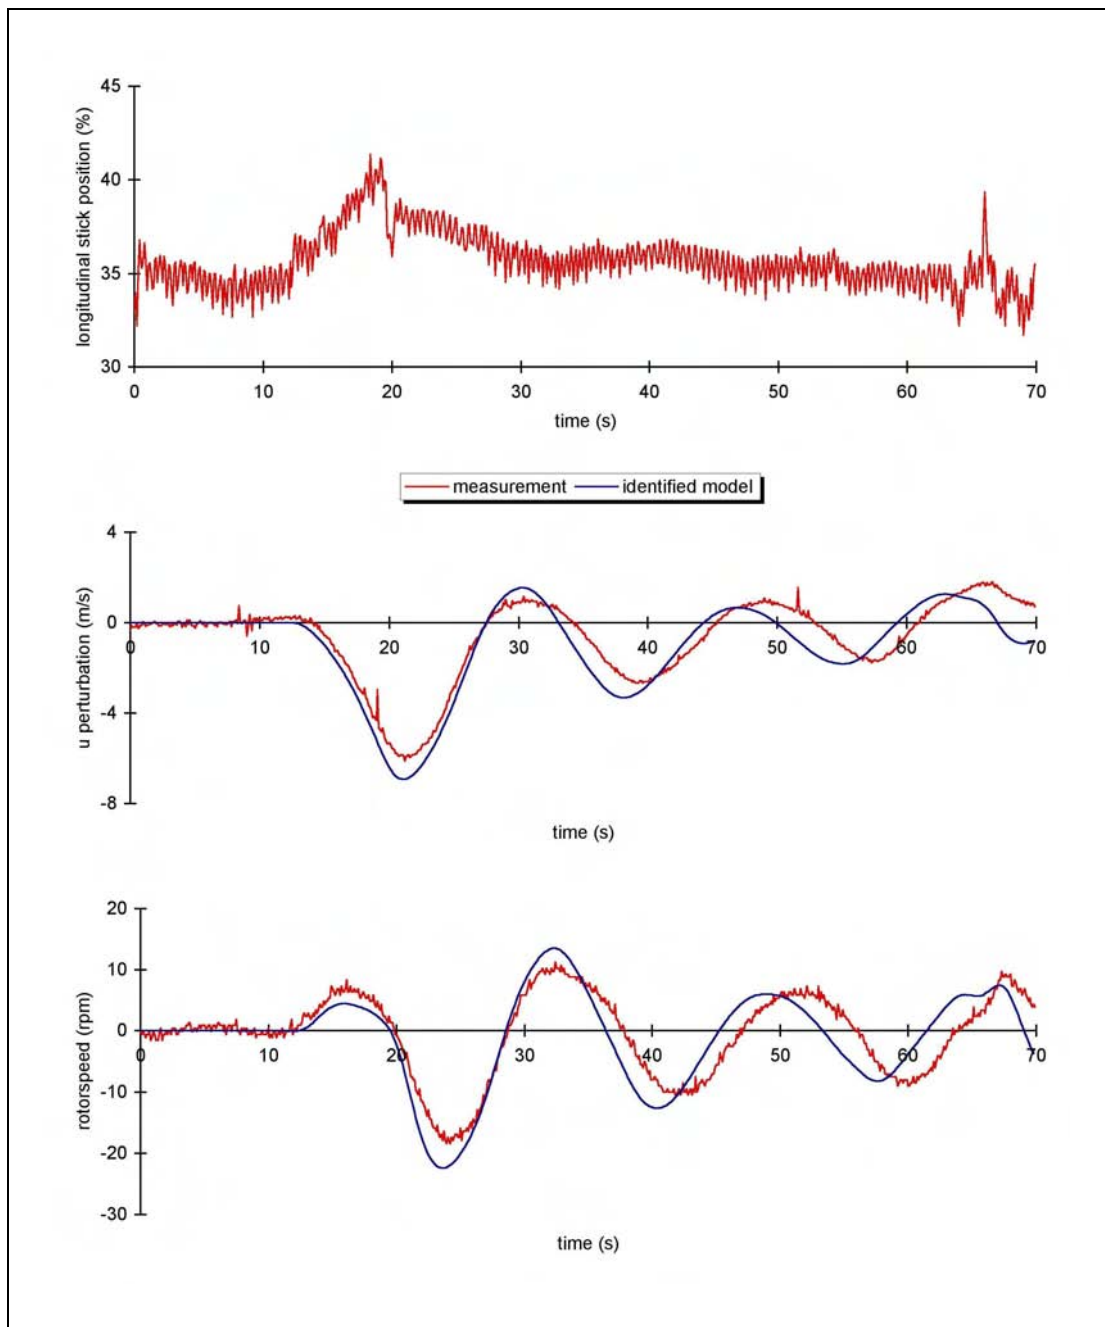 longitudinal stick position (%)
45
40
35
30
0 10 20 30 40 50 60 70
time (s)
measurement identified model
u perturbation (m/s)
4
0
-4
-8
0 10 20 30 40 50 60 70
time (s)
rotorspeed (rpm)
20
10
0
-10
-20
-30
0 10 20 30 40 50 60 70
time (s)